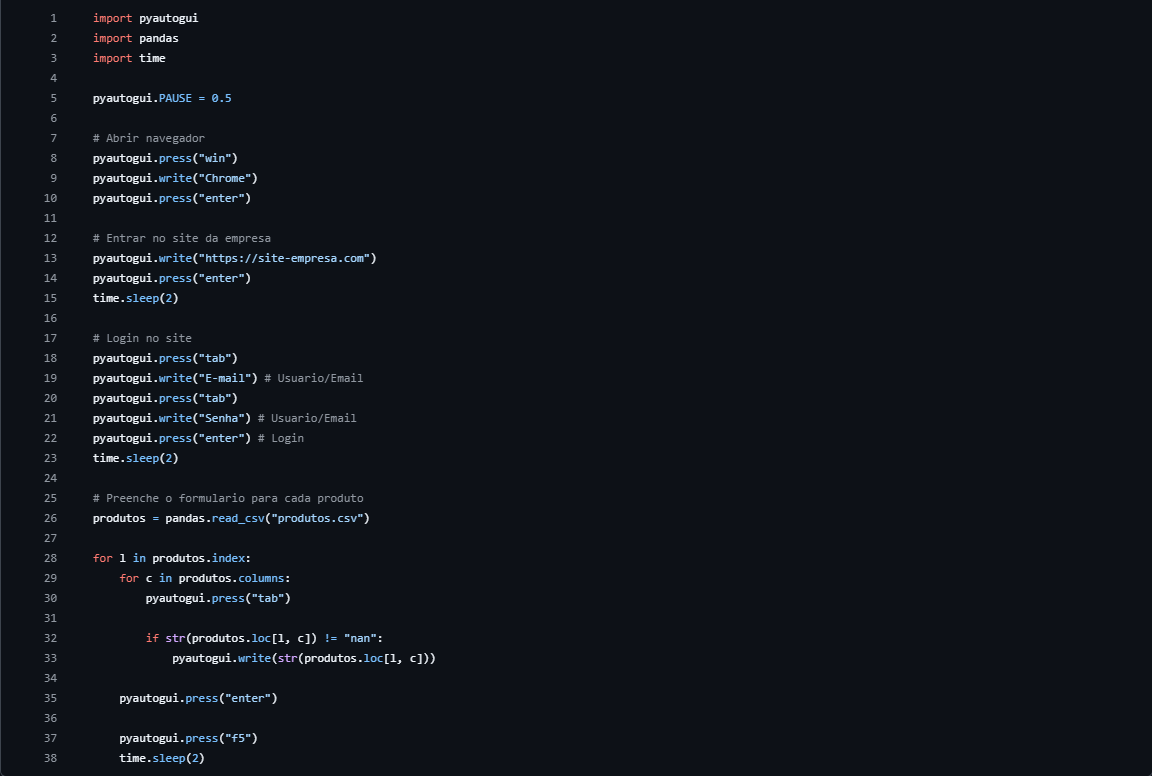 1 import pyautogui
2 import pandas
3 import time
4
5 pyautogui.PAUSE = 0.5
6
7 # Abrir navegador
8 pyautogui.press("win")
9 pyautogui.write("Chrome")
10 pyautogui.press("enter")
11
12 # Entrar no site da empresa
13 pyautogui.write("https://site-empresa.com")
14 pyautogui.press("enter")
15 time.sleep(2)
16
17 # Login no site
18 pyautogui.press("tab")
19 pyautogui.write("E-mail") # Usuario/Email
20 pyautogui.press("tab")
21 pyautogui.write("Senha") # Usuario/Email
22 pyautogui.press("enter") # Login
23 time.sleep(2)
24
25 # Preenche o formulario para cada produto
26 produtos = pandas.read_csv("produtos.csv")
27
28 for l in produtos.index:
29     for c in produtos.columns:
30         pyautogui.press("tab")
31
32         if str(produtos.loc[l, c]) != "nan":
33             pyautogui.write(str(produtos.loc[l, c]))
34
35     pyautogui.press("enter")
36
37     pyautogui.press("f5")
38     time.sleep(2)